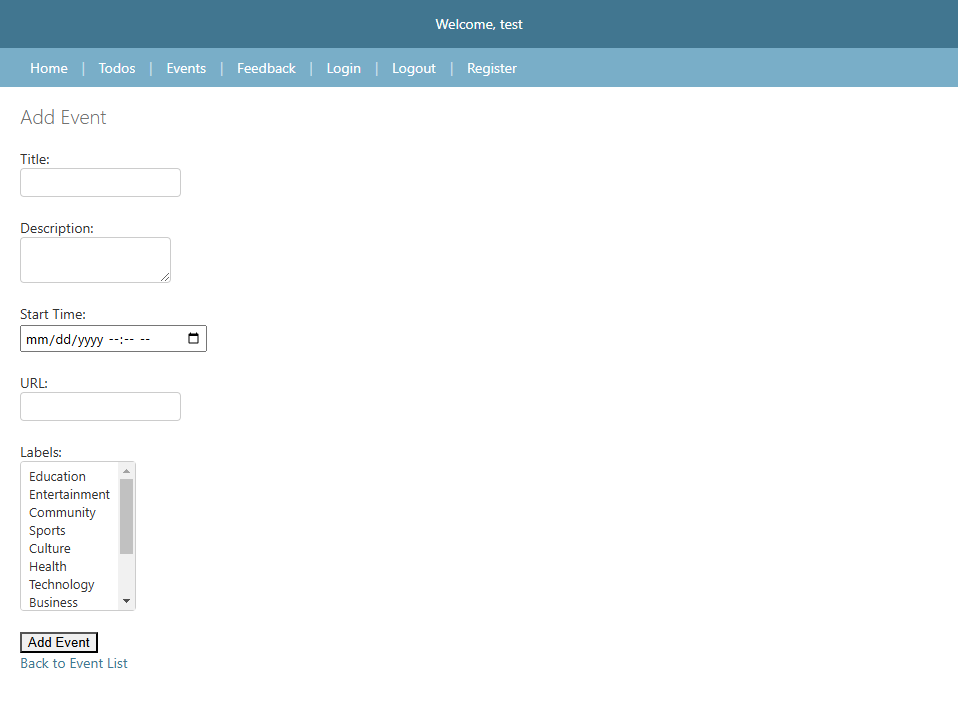 Welcome, test
Home | Todos | Events | Feedback | Login | Logout | Register
Add Event
Title:
Description:
Start Time:
mm/dd/yyyy --:-- --
URL:
Labels:
Education
Entertainment
Community
Sports
Culture
Health
Technology
Business
Add Event
Back to Event List